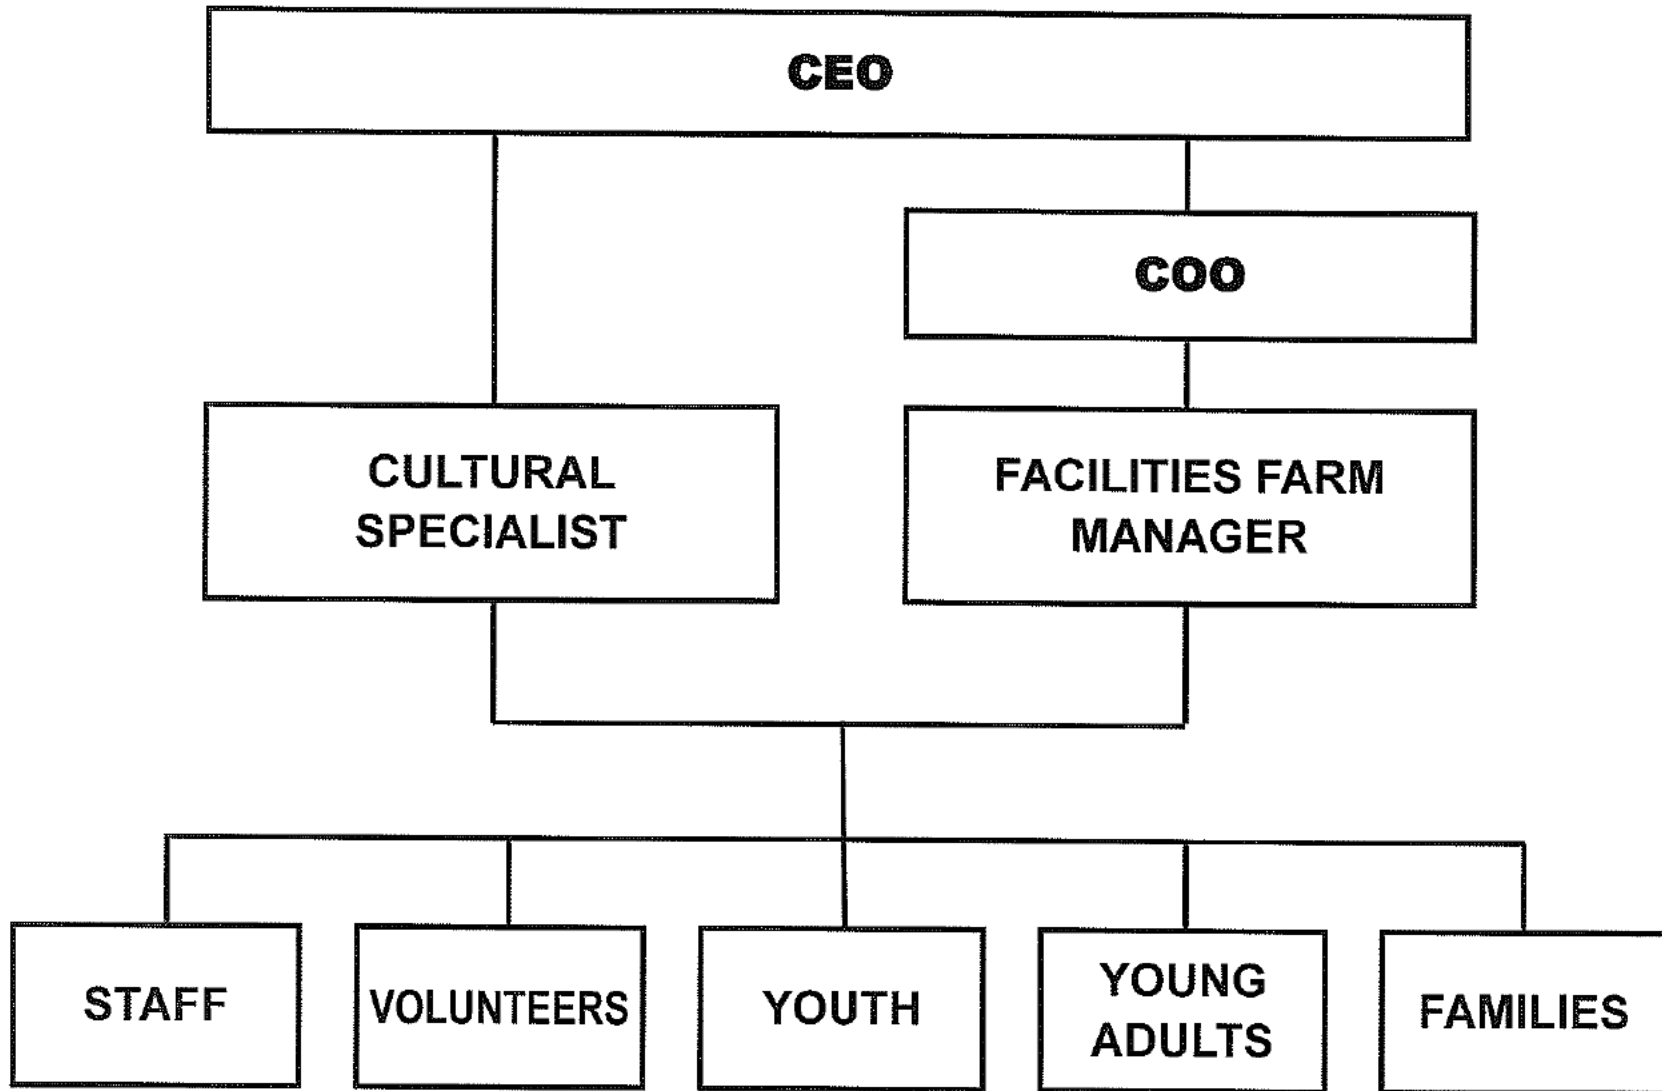 CEO
COO
CULTURAL
SPECIALIST
FACILITIES FARM
MANAGER
STAFF
VOLUNTEERS
YOUTH
YOUNG
ADULTS
FAMILIES